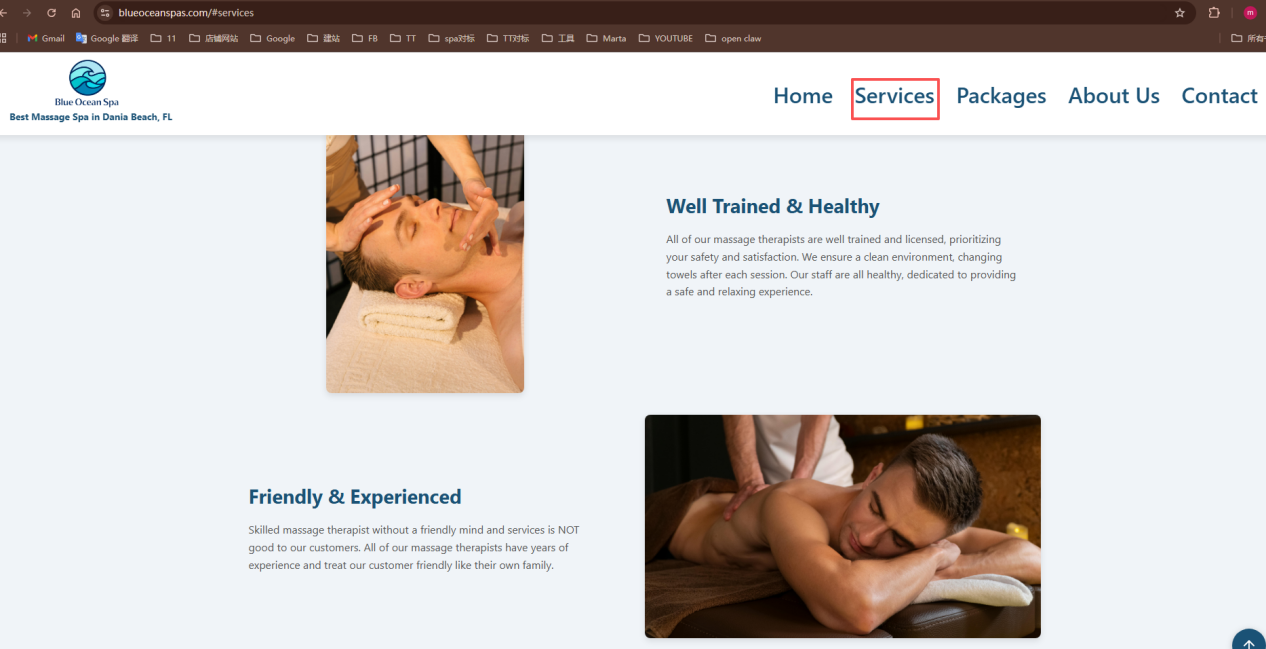 blueoceanspas.com/#services
m
Gmail
Google 翻译
11
店铺网站
Google
建站
FB
TT
spa对标
TT对标
工具
Marta
YOUTUBE
open claw
所有
Blue Ocean Spa
Best Massage Spa in Dania Beach, FL
Home
Services
Packages
About Us
Contact
Well Trained & Healthy
All of our massage therapists are well trained and licensed, prioritizing
your safety and satisfaction. We ensure a clean environment, changing
towels after each session. Our staff are all healthy, dedicated to providing
a safe and relaxing experience.
Friendly & Experienced
Skilled massage therapist without a friendly mind and services is NOT
good to our customers. All of our massage therapists have years of
experience and treat our customer friendly like their own family.